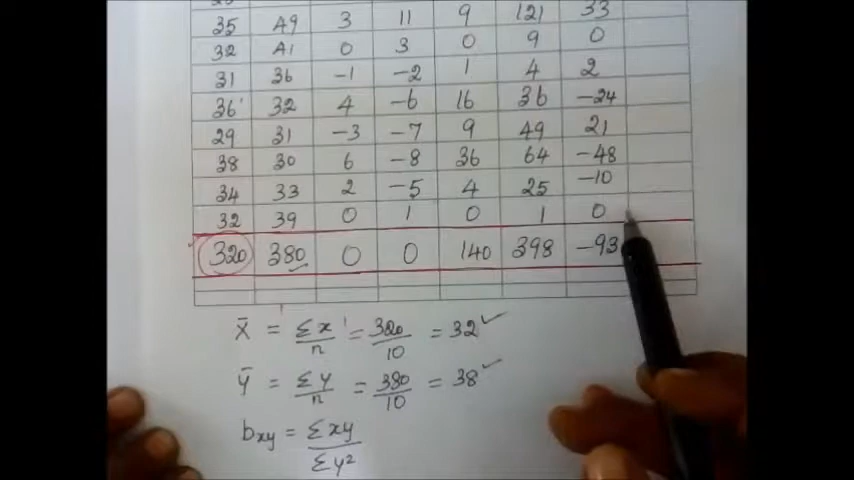 35 49 3 11 9 121 33
32 41 0 3 0 9 0
31 36 -1 -2 1 4 2
36 32 4 -6 16 36 -24
29 31 -3 -7 9 49 21
38 30 6 -8 36 64 -48
34 33 2 -5 4 25 -10
32 39 0 1 0 1 0
320 380 0 0 140 398 -93
x̄ = Σx/n = 320/10 = 32 ✓
ȳ = Σy/n = 380/10 = 38 ✓
bxy = Σxy/Σy²